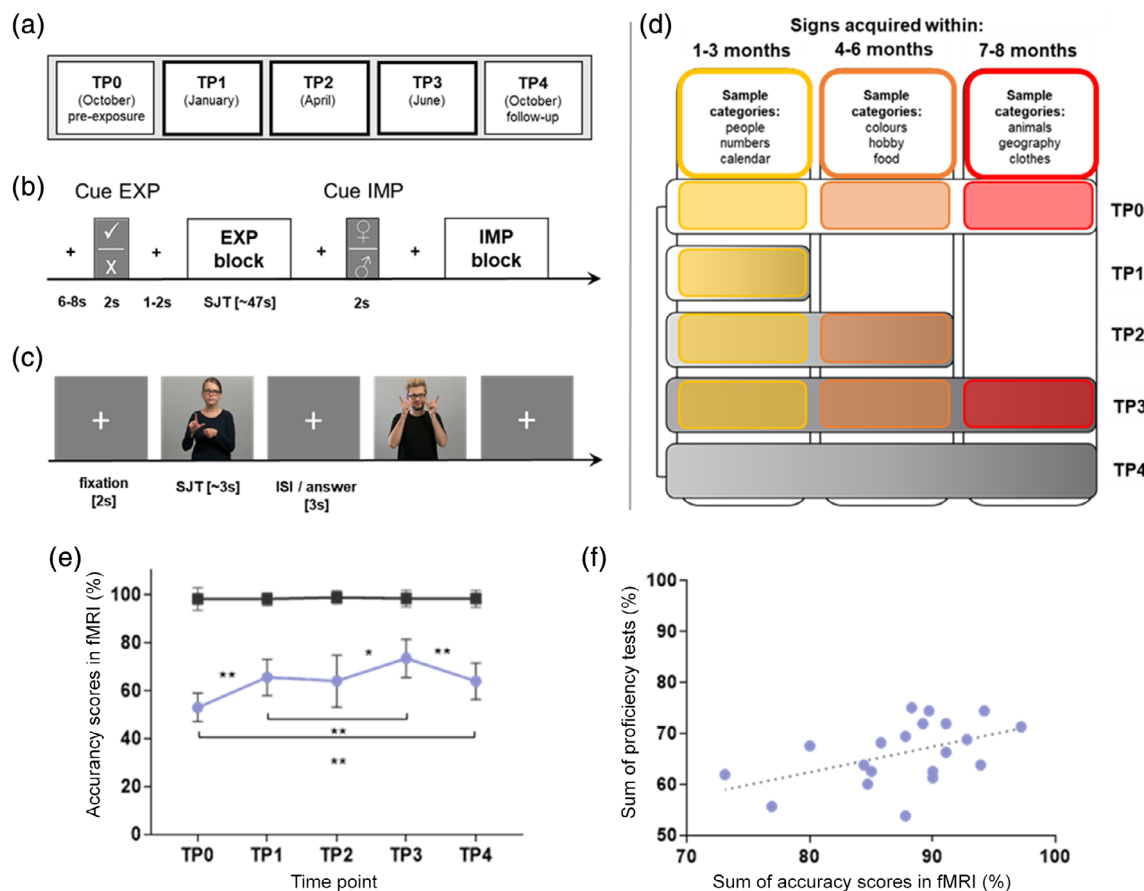 (a)
TP0
(October)
pre-exposure
TP1
(January)
TP2
(April)
TP3
(June)
TP4
(October)
follow-up
(b)
Cue EXP
Cue IMP
+
✓
X
+
EXP
block
+
♀
♂
+
IMP
block
6-8s
2s
1-2s
SJT [~47s]
2s
(c)
+
+
+
fixation
[2s]
SJT [~3s]
ISI / answer
[3s]
(d)
Signs acquired within:
1-3 months
4-6 months
7-8 months
Sample
categories:
people
numbers
calendar
Sample
categories:
colours
hobby
food
Sample
categories:
animals
geography
clothes
TP0
TP1
TP2
TP3
TP4
(e)
Accurancy scores in fMRI (%)
100
80
60
40
20
0
**
*
**
**
**
TP0
TP1
TP2
TP3
TP4
Time point
(f)
Sum of proficiency tests (%)
100
90
80
70
60
50
70
80
90
100
Sum of accuracy scores in fMRI (%)